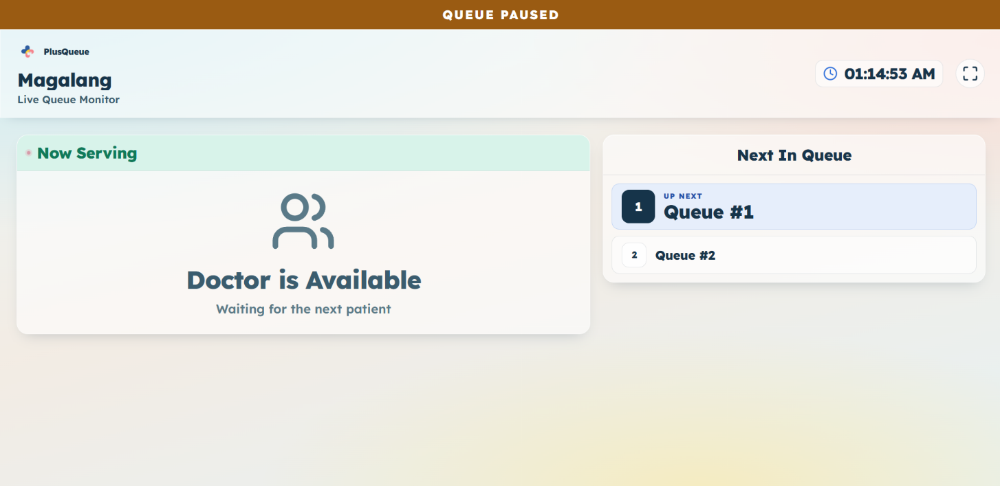 QUEUE PAUSED
PlusQueue
Magalang
Live Queue Monitor
01:14:53 AM
Now Serving
Doctor is Available
Waiting for the next patient
Next In Queue
1
UP NEXT
Queue #1
2
Queue #2